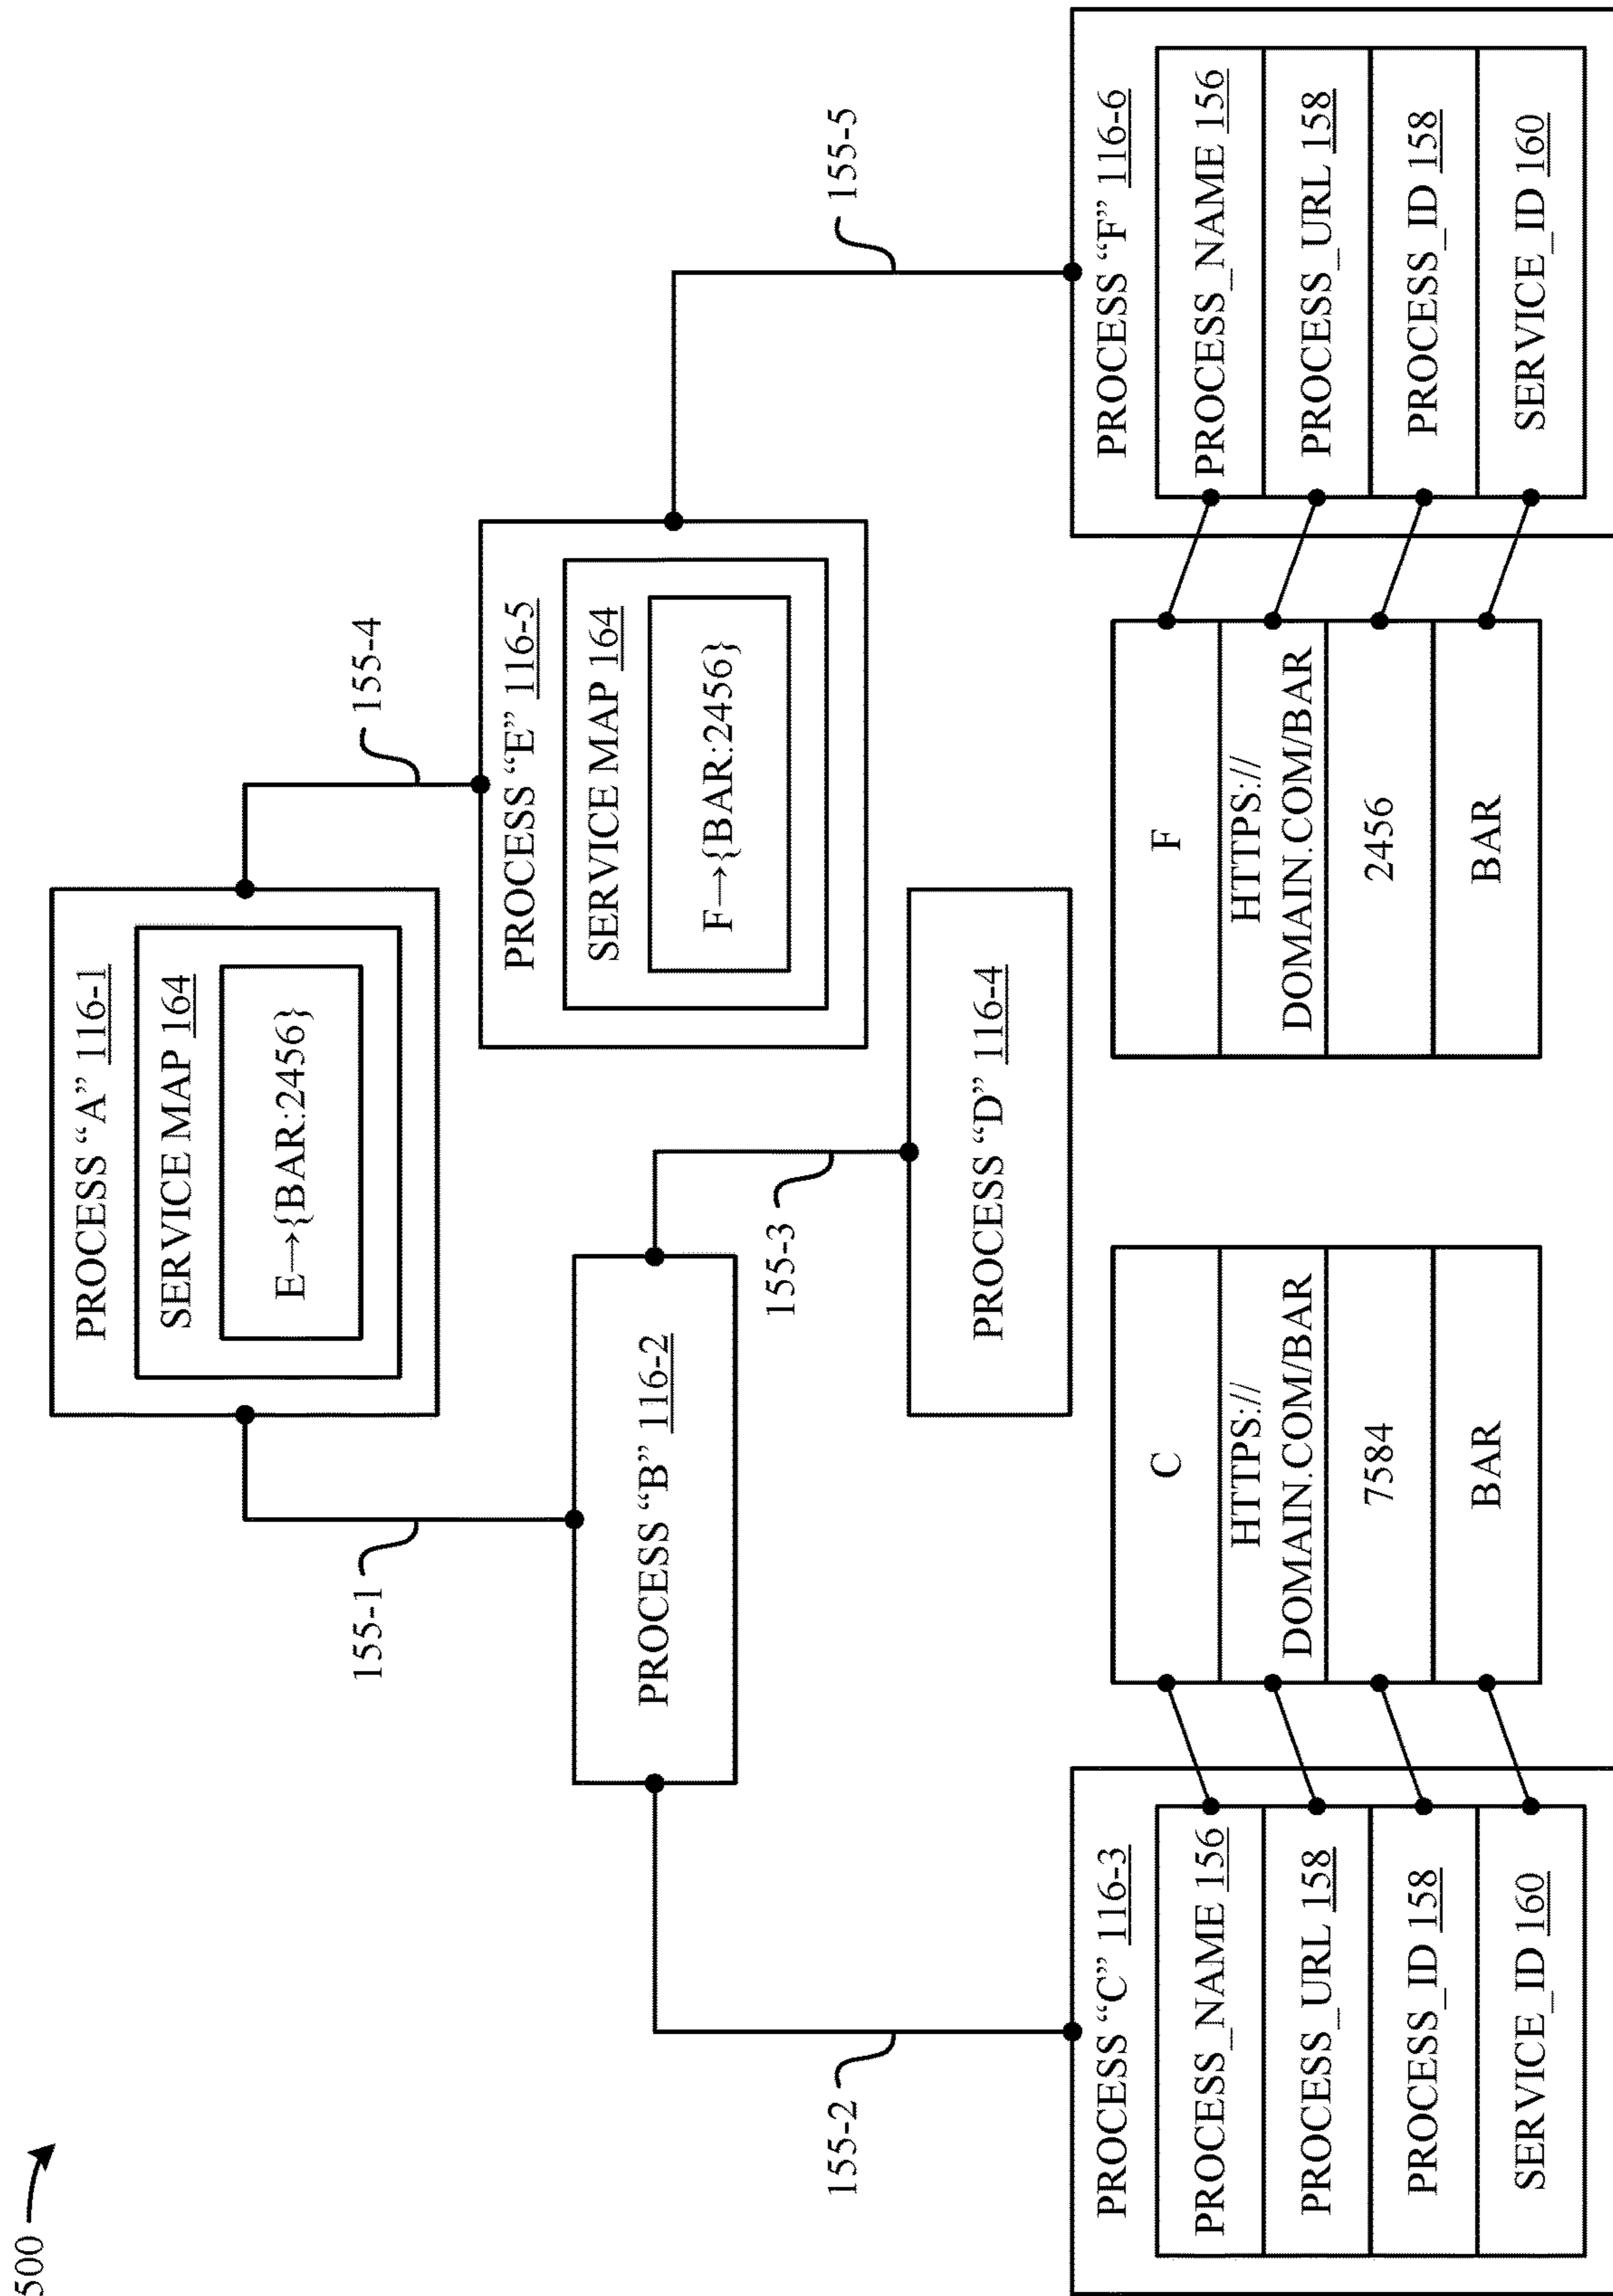 500
PROCESS “A” 116-1
SERVICE MAP 164
E→{BAR:2456}
155-1
155-4
PROCESS “B” 116-2
PROCESS “E” 116-5
SERVICE MAP 164
F→{BAR:2456}
155-2
155-3
155-5
PROCESS “D” 116-4
PROCESS “C” 116-3
PROCESS_NAME 156
PROCESS_URL 158
PROCESS_ID 158
SERVICE_ID 160
C
HTTPS://
DOMAIN.COM/BAR
7584
BAR
F
HTTPS://
DOMAIN.COM/BAR
2456
BAR
PROCESS “F” 116-6
PROCESS_NAME 156
PROCESS_URL 158
PROCESS_ID 158
SERVICE_ID 160